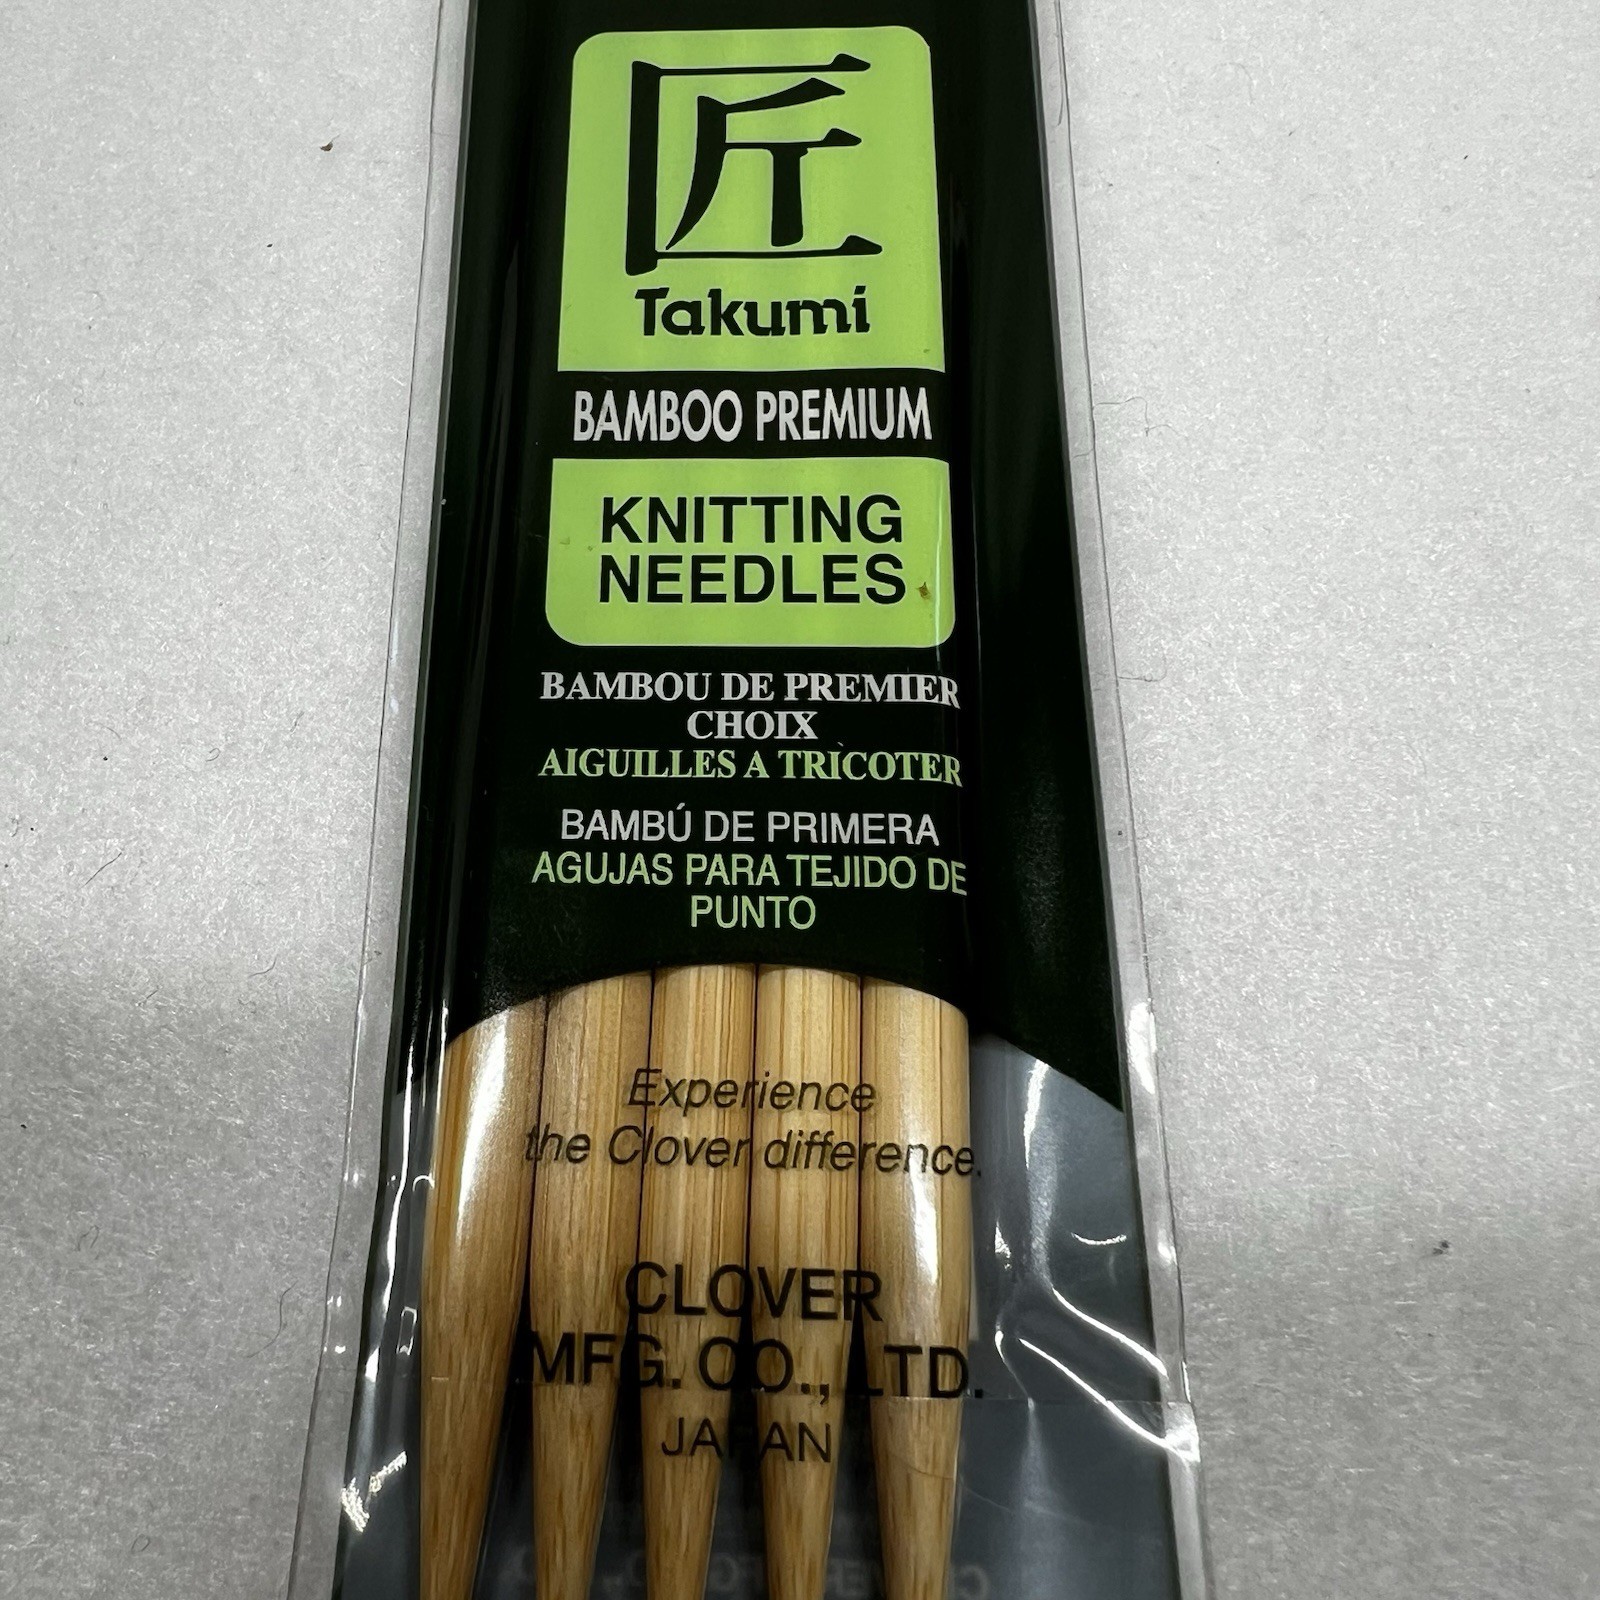 匠
Takumi
BAMBOO PREMIUM
KNITTING
NEEDLES
BAMBOU DE PREMIER
CHOIX
AIGUILLES A TRICOTER
BAMBÚ DE PRIMERA
AGUJAS PARA TEJIDO DE
PUNTO
Experience
the Clover difference.
CLOVER
MFG. CO., LTD.
JAPAN